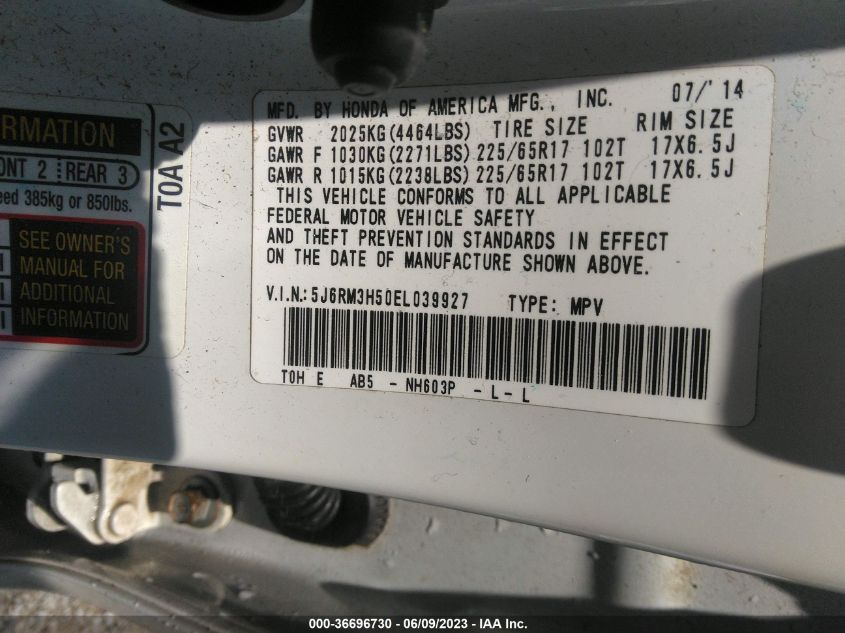 MFD. BY HONDA OF AMERICA MFG., INC. 07/'14
GVWR 2025KG(4464LBS) TIRE SIZE RIM SIZE
GAWR F 1030KG(2271LBS) 225/65R17 102T 17X6.5J
GAWR R 1015KG(2238LBS) 225/65R17 102T 17X6.5J
THIS VEHICLE CONFORMS TO ALL APPLICABLE
FEDERAL MOTOR VEHICLE SAFETY
AND THEFT PREVENTION STANDARDS IN EFFECT
ON THE DATE OF MANUFACTURE SHOWN ABOVE.
V.I.N.:5J6RM3H50EL039927 TYPE: MPV
T0H E AB5 - NH603P - L- L
RMATION
ONT 2 REAR 3
eed 385kg or 850lbs.
SEE OWNER'S
MANUAL FOR
ADDITIONAL
INFORMATION
T0A A2
000-36696730 - 06/09/2023 - IAA Inc.